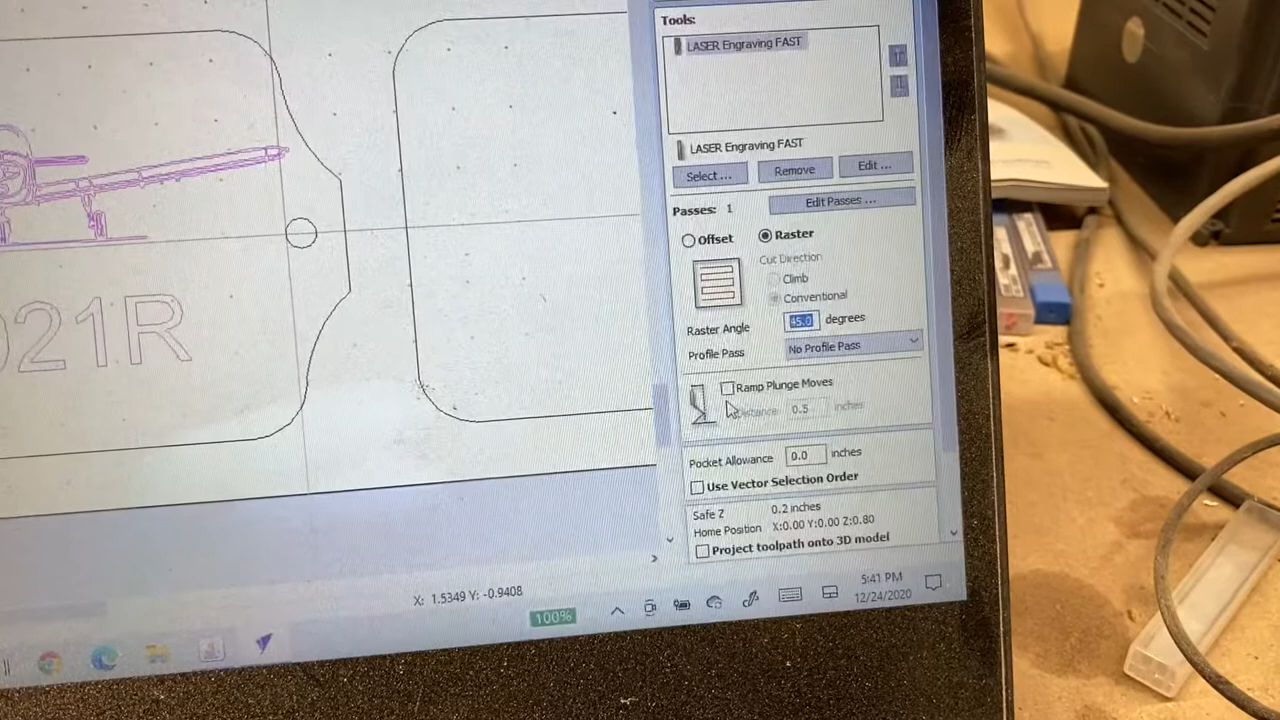 Tools:
LASER Engraving FAST
LASER Engraving FAST
Select ...
Remove
Edit ...
Passes: 1
Edit Passes ...
Offset
Raster
Cut Direction
Climb
Conventional
Raster Angle
45.0
degrees
Profile Pass
No Profile Pass
Ramp Plunge Moves
Distance
0.5
inches
Pocket Allowance
0.0
inches
Use Vector Selection Order
Safe Z
0.2 inches
Home Position
X:0.00 Y:0.00 Z:0.80
Project toolpath onto 3D model
021R
X: 1.5349 Y: -0.9408
100%
5:41 PM
12/24/2020